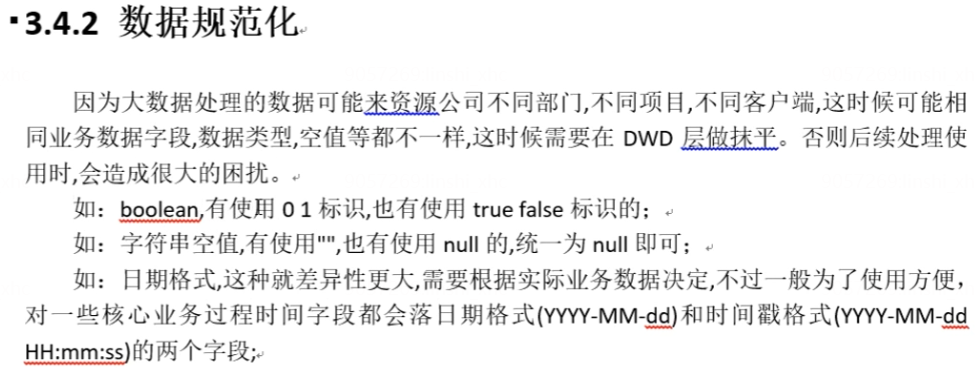 3.4.2 数据规范化
因为大数据处理的数据可能来资源公司不同部门,不同项目,不同客户端,这时候可能相
同业务数据字段,数据类型,空值等都不一样,这时候需要在 DWD 层做抹平。否则后续处理使
用时,会造成很大的困扰。
如：boolean,有使用 0 1 标识,也有使用 true false 标识的；
如：字符串空值,有使用"",也有使用 null 的,统一为 null 即可；
如：日期格式,这种就差异性更大,需要根据实际业务数据决定,不过一般为了使用方便，
对一些核心业务过程时间字段都会落日期格式(YYYY-MM-dd)和时间戳格式(YYYY-MM-dd
HH:mm:ss)的两个字段;